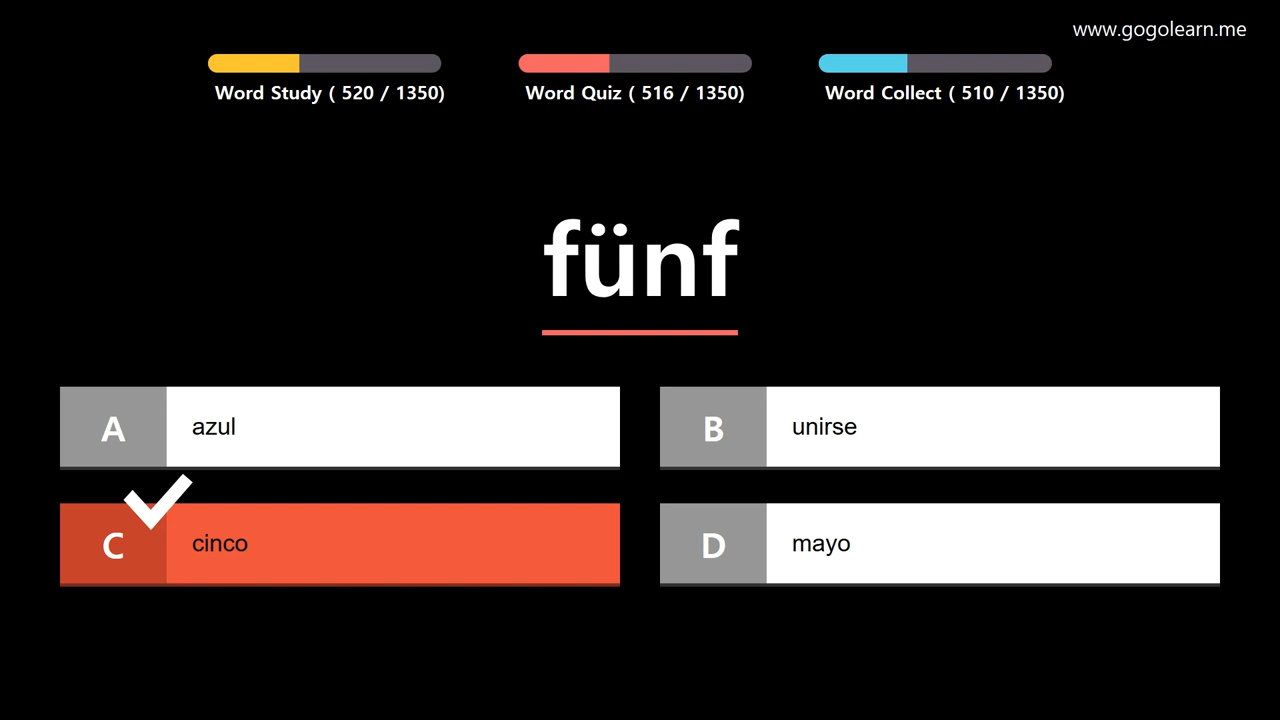 www.gogolearn.me
Word Study ( 520 / 1350)
Word Quiz ( 516 / 1350)
Word Collect ( 510 / 1350)
fünf
A azul
B unirse
C cinco
D mayo